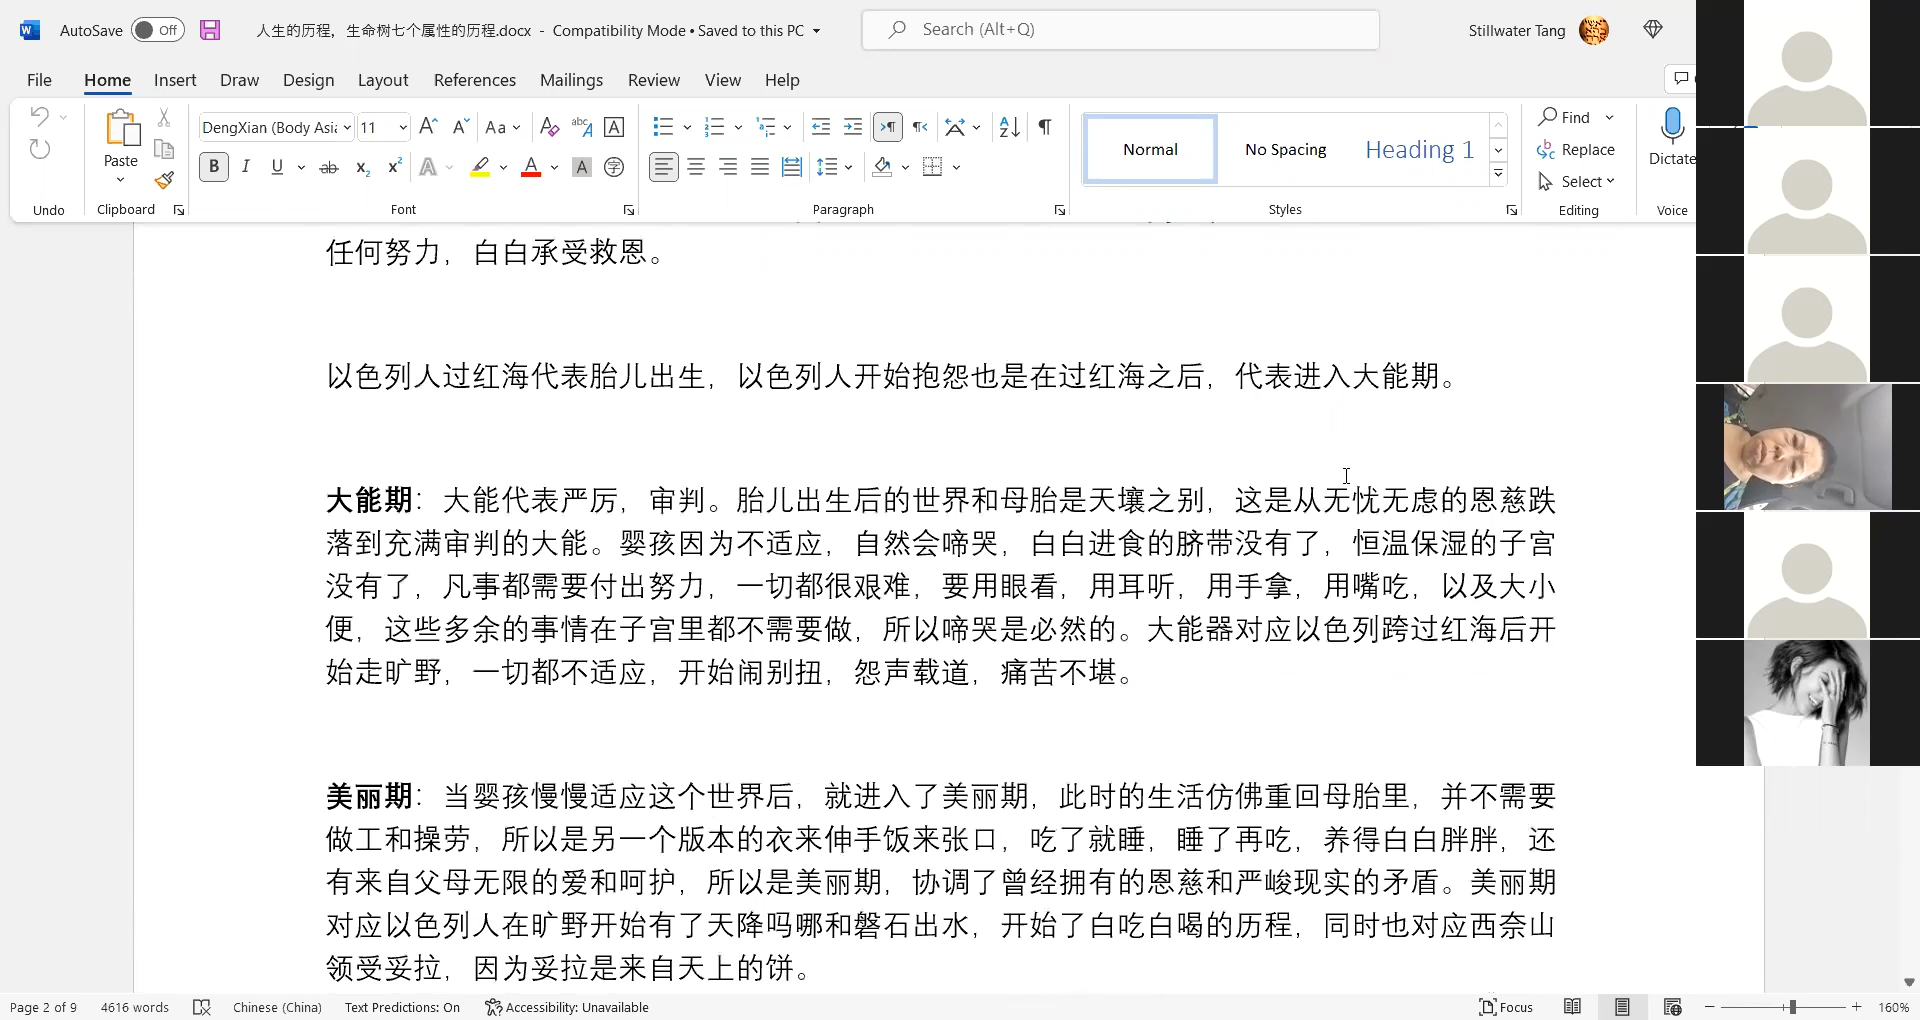 AutoSave Off 人生的历程，生命树七个属性的历程.docx - Compatibility Mode • Saved to this PC Search (Alt+Q) Stillwater Tang
File Home Insert Draw Design Layout References Mailings Review View Help
DengXian (Body Asia 11 Normal No Spacing Heading 1 Find
Paste Replace
Dictate
Select
Undo Clipboard Font Paragraph Styles Editing Voice
任何努力，白白承受救恩。
以色列人过红海代表胎儿出生，以色列人开始抱怨也是在过红海之后，代表进入大能期。
大能期：大能代表严厉，审判。胎儿出生后的世界和母胎是天壤之别，这是从无忧无虑的恩慈跌
落到充满审判的大能。婴孩因为不适应，自然会啼哭，白白进食的脐带没有了，恒温保湿的子宫
没有了，凡事都需要付出努力，一切都很艰难，要用眼看，用耳听，用手拿，用嘴吃，以及大小
便，这些多余的事情在子宫里都不需要做，所以啼哭是必然的。大能器对应以色列跨过红海后开
始走旷野，一切都不适应，开始闹别扭，怨声载道，痛苦不堪。
美丽期：当婴孩慢慢适应这个世界后，就进入了美丽期，此时的生活仿佛重回母胎里，并不需要
做工和操劳，所以是另一个版本的衣来伸手饭来张口，吃了就睡，睡了再吃，养得白白胖胖，还
有来自父母无限的爱和呵护，所以是美丽期，协调了曾经拥有的恩慈和严峻现实的矛盾。美丽期
对应以色列人在旷野开始有了天降吗哪和磐石出水，开始了白吃白喝的历程，同时也对应西奈山
领受妥拉，因为妥拉是来自天上的饼。
Page 2 of 9 4616 words Chinese (China) Text Predictions: On Accessibility: Unavailable Focus 160%